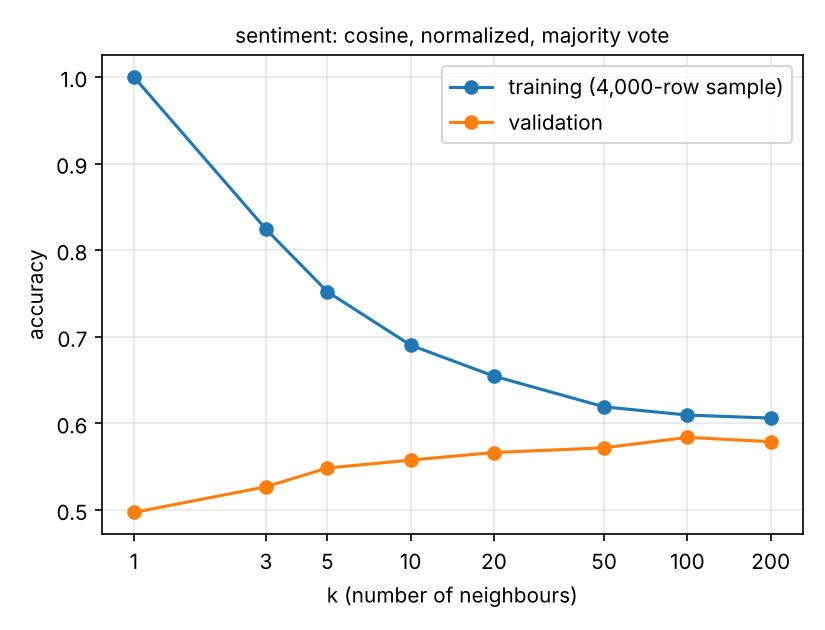 sentiment: cosine, normalized, majority vote
training (4,000-row sample)
validation
accuracy
1.0
0.9
0.8
0.7
0.6
0.5
1 3 5 10 20 50 100 200
k (number of neighbours)